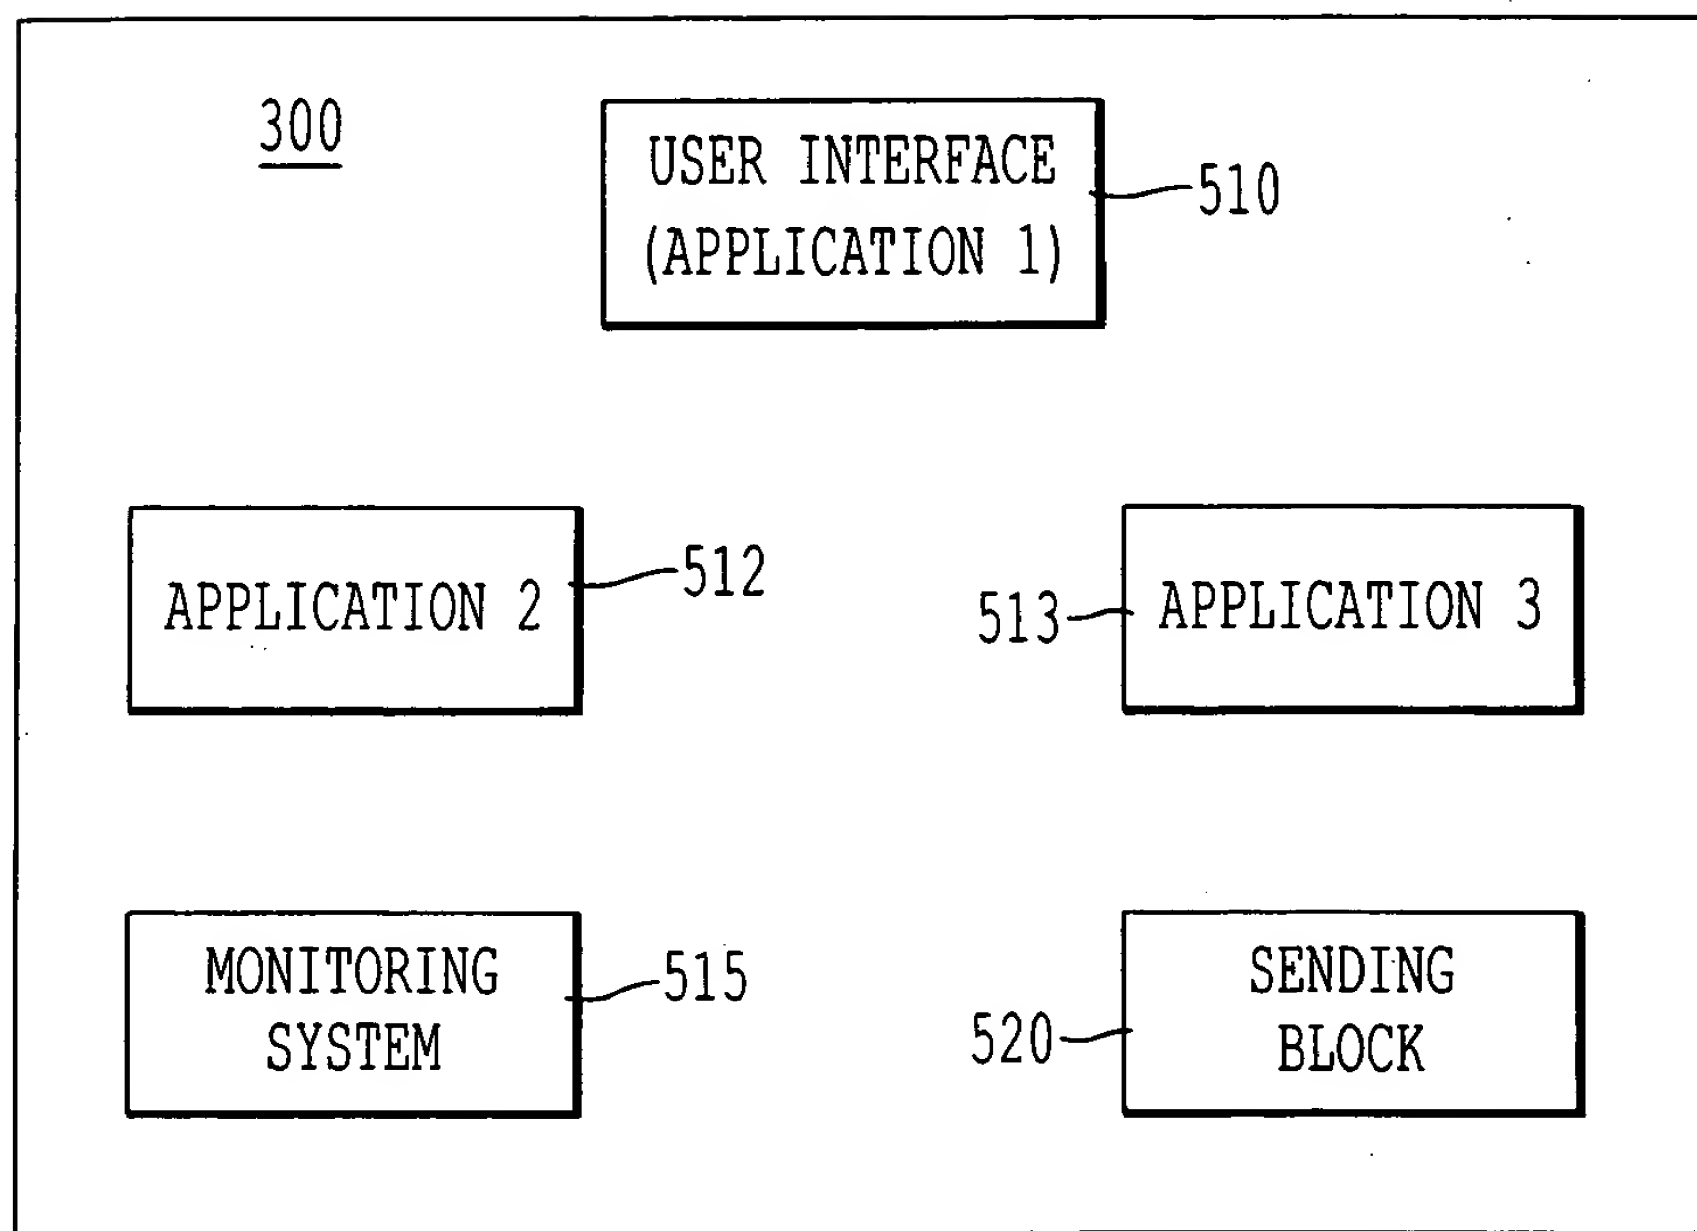 300
USER INTERFACE
(APPLICATION 1)
510
APPLICATION 2
512
513
APPLICATION 3
MONITORING
SYSTEM
515
520
SENDING
BLOCK